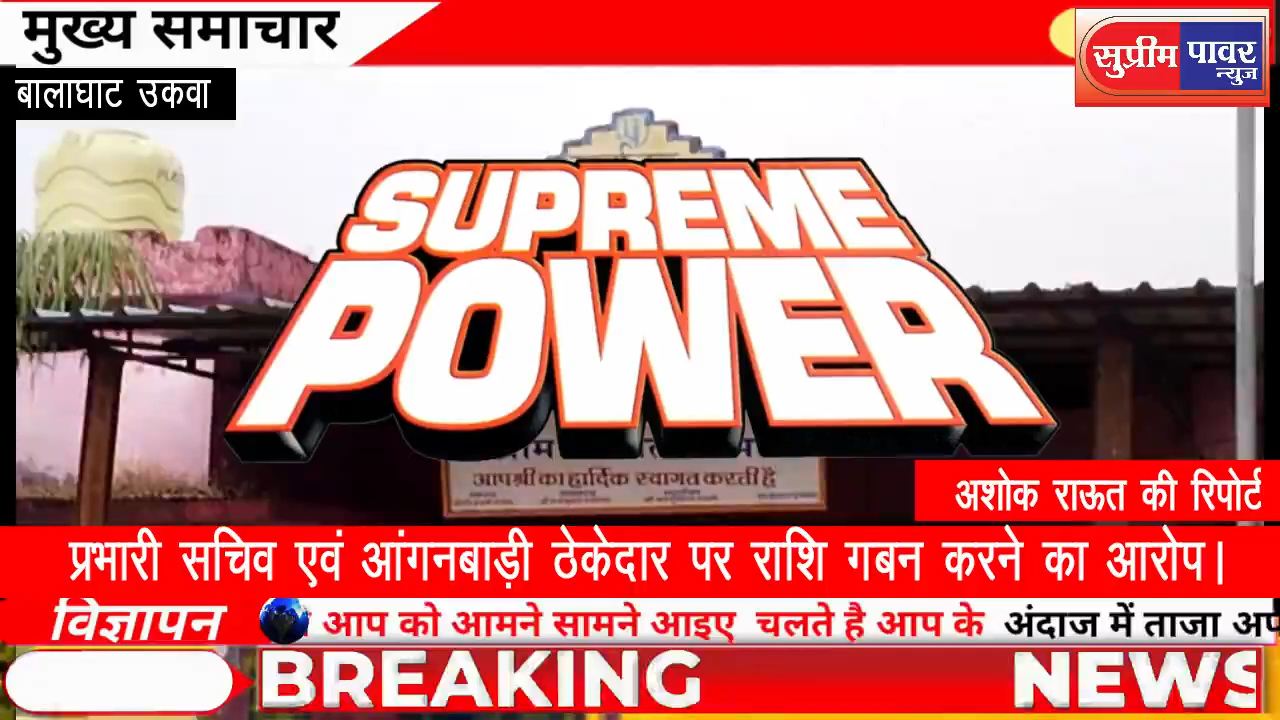 मुख्य समाचार
सुप्रीम पावर
न्युज
बालाघाट उकवा
SUPREME
POWER
आपश्री का हार्दिक स्वागत करती है
अशोक राऊत की रिपोर्ट
प्रभारी सचिव एवं आंगनबाड़ी ठेकेदार पर राशि गबन करने का आरोप|
विज्ञापन आप को आमने सामने आइए चलते है आप के अंदाज में ताजा
BREAKING NEWS